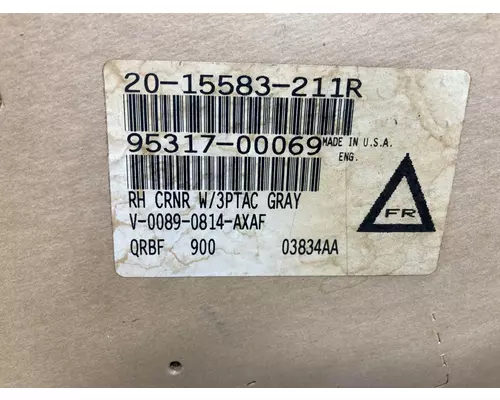 20-15583-211R
95317-00069
MADE IN U.S.A.
ENG.
RH CRNR W/3PTAC GRAY
V-0089-0814-AXAF
FR
QRBF 900 03834AA